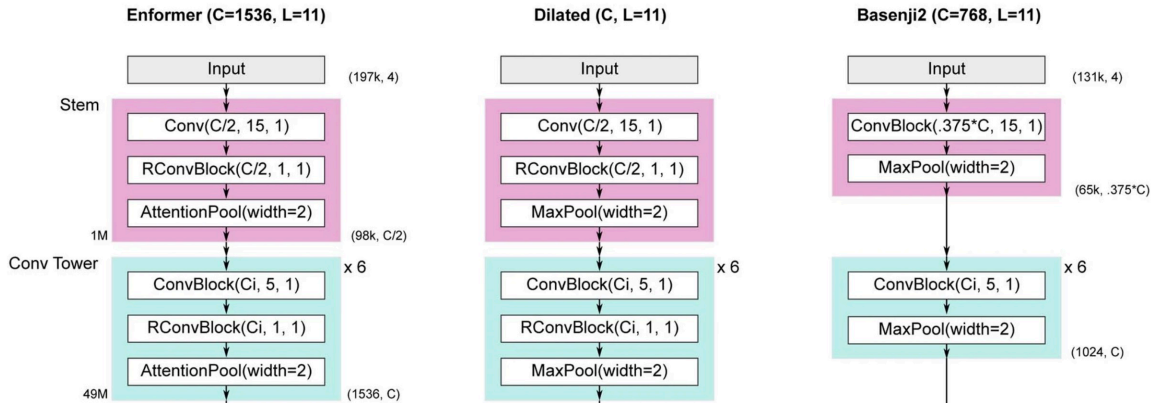 Enformer (C=1536, L=11)
Dilated (C, L=11)
Basenji2 (C=768, L=11)
Input
(197k, 4)
Input
Input
(131k, 4)
Stem
Conv(C/2, 15, 1)
Conv(C/2, 15, 1)
ConvBlock(.375*C, 15, 1)
RConvBlock(C/2, 1, 1)
RConvBlock(C/2, 1, 1)
MaxPool(width=2)
(65k, .375*C)
AttentionPool(width=2)
MaxPool(width=2)
1M
(98k, C/2)
Conv Tower
x 6
x 6
x 6
ConvBlock(Ci, 5, 1)
ConvBlock(Ci, 5, 1)
ConvBlock(Ci, 5, 1)
RConvBlock(Ci, 1, 1)
RConvBlock(Ci, 1, 1)
MaxPool(width=2)
(1024, C)
AttentionPool(width=2)
MaxPool(width=2)
49M
(1536, C)